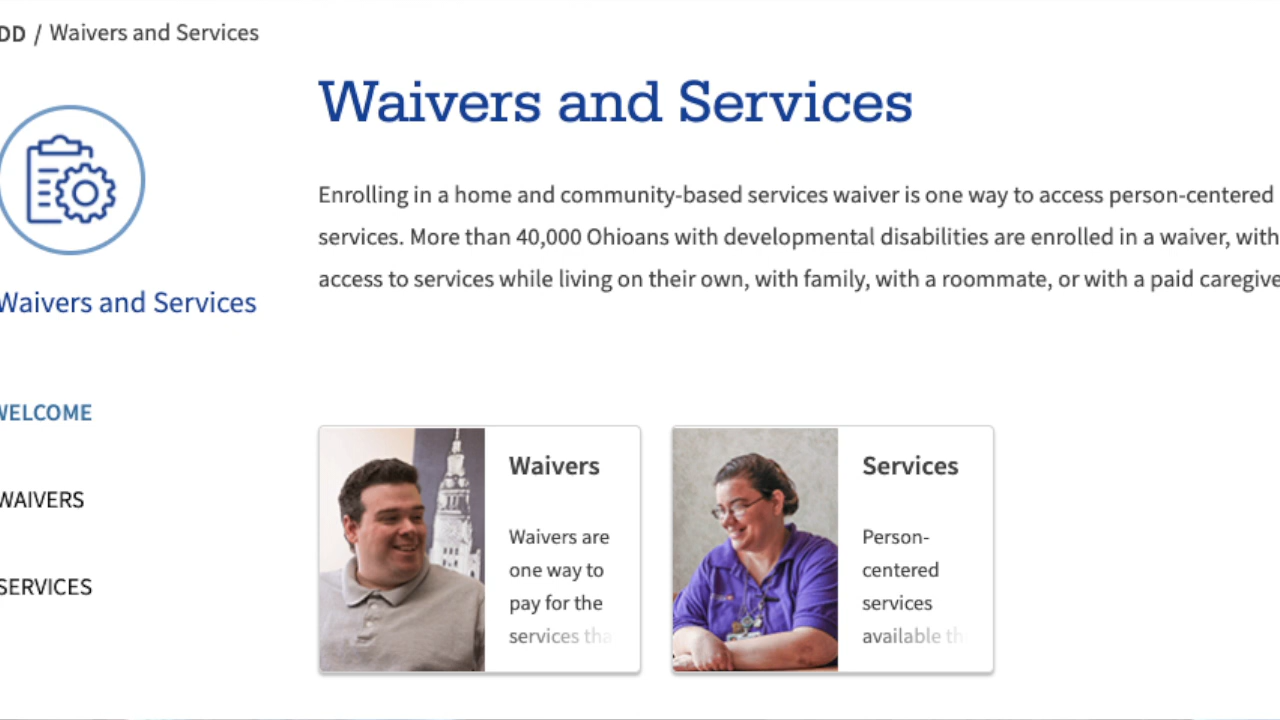 DD / Waivers and Services
Waivers and Services
Enrolling in a home and community-based services waiver is one way to access person-centered
services. More than 40,000 Ohioans with developmental disabilities are enrolled in a waiver, with
access to services while living on their own, with family, with a roommate, or with a paid caregive
Waivers and Services
WELCOME
WAIVERS
SERVICES
Waivers
Waivers are
one way to
pay for the
services tha
Services
Person-
centered
services
available th